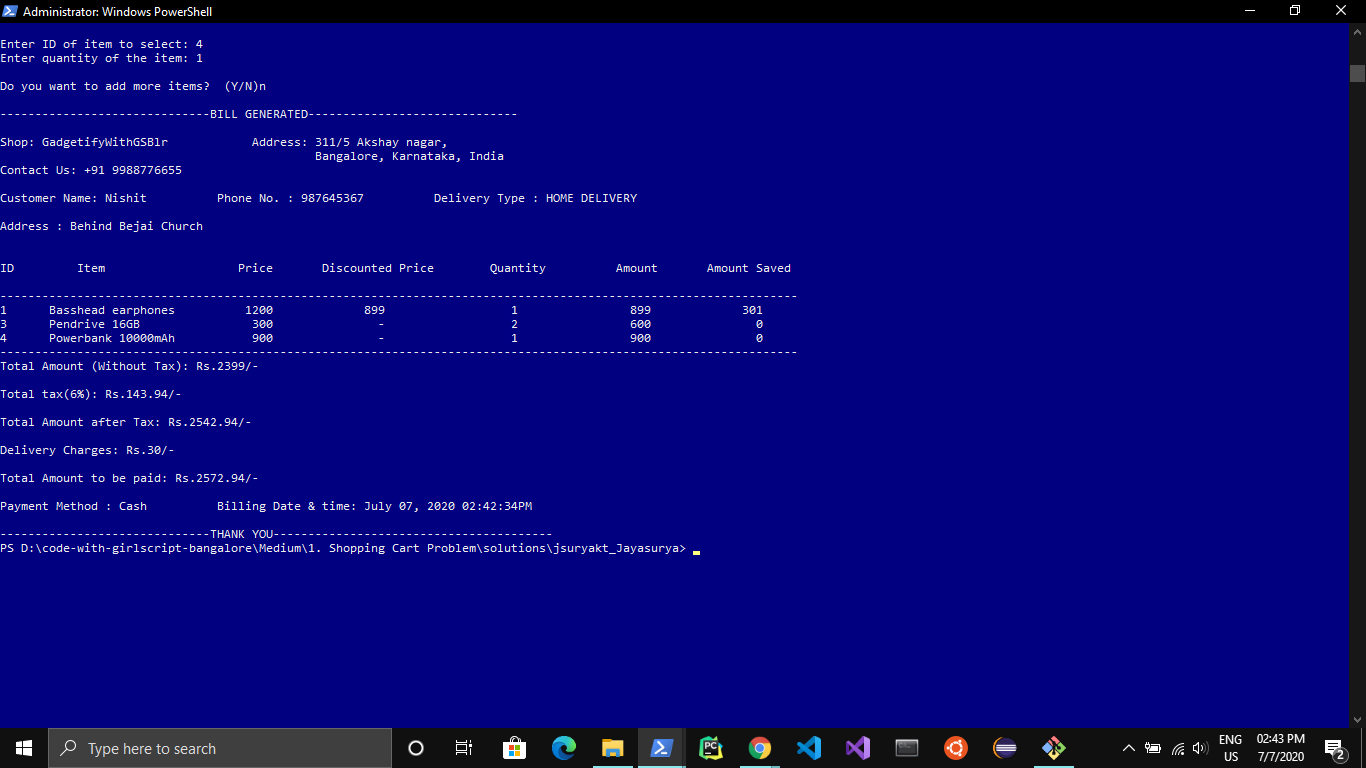 Administrator: Windows PowerShell
Enter ID of item to select: 4
Enter quantity of the item: 1
Do you want to add more items?  (Y/N)n
------------------------------BILL GENERATED------------------------------
Shop: GadgetifyWithGSBlr            Address: 311/5 Akshay nagar,
                                             Bangalore, Karnataka, India
Contact Us: +91 9988776655
Customer Name: Nishit          Phone No. : 987645367          Delivery Type : HOME DELIVERY
Address : Behind Bejai Church
ID         Item                   Price       Discounted Price        Quantity          Amount       Amount Saved
------------------------------------------------------------------------------------------------------------------
1      Basshead earphones          1200             899                  1                899             301
3      Pendrive 16GB                300               -                  2                600               0
4      Powerbank 10000mAh           900               -                  1                900               0
------------------------------------------------------------------------------------------------------------------
Total Amount (Without Tax): Rs.2399/-
Total tax(6%): Rs.143.94/-
Total Amount after Tax: Rs.2542.94/-
Delivery Charges: Rs.30/-
Total Amount to be paid: Rs.2572.94/-
Payment Method : Cash          Billing Date & time: July 07, 2020 02:42:34PM
------------------------------THANK YOU----------------------------------------
PS D:\code-with-girlscript-bangalore\Medium\1. Shopping Cart Problem\solutions\jsuryakt_Jayasurya>
Type here to search
PC
ENG
US
02:43 PM
7/7/2020
2